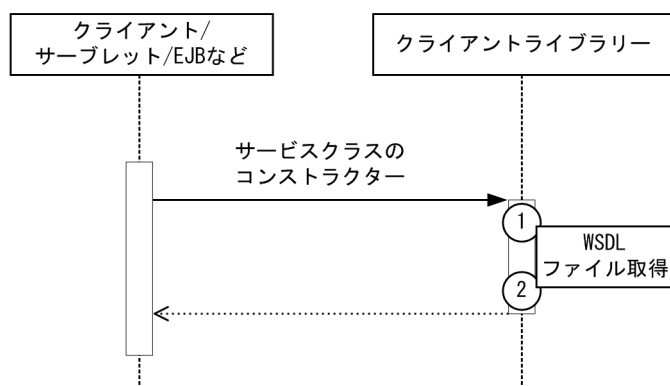 クライアント/
サーブレット/EJBなど
クライアントライブラリー
サービスクラスの
コンストラクター
1
WSDL
ファイル取得
2